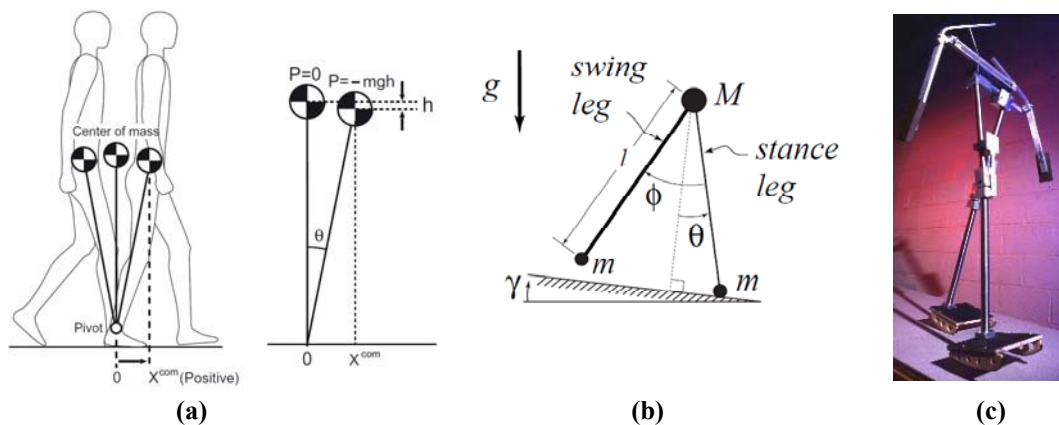 Center of mass
Pivot
0
X^com (Positive)
P=0
P=-mgh
h
θ
0
X^com
(a)
g
swing
leg
M
l
stance
leg
ϕ
θ
m
m
γ
(b)
(c)